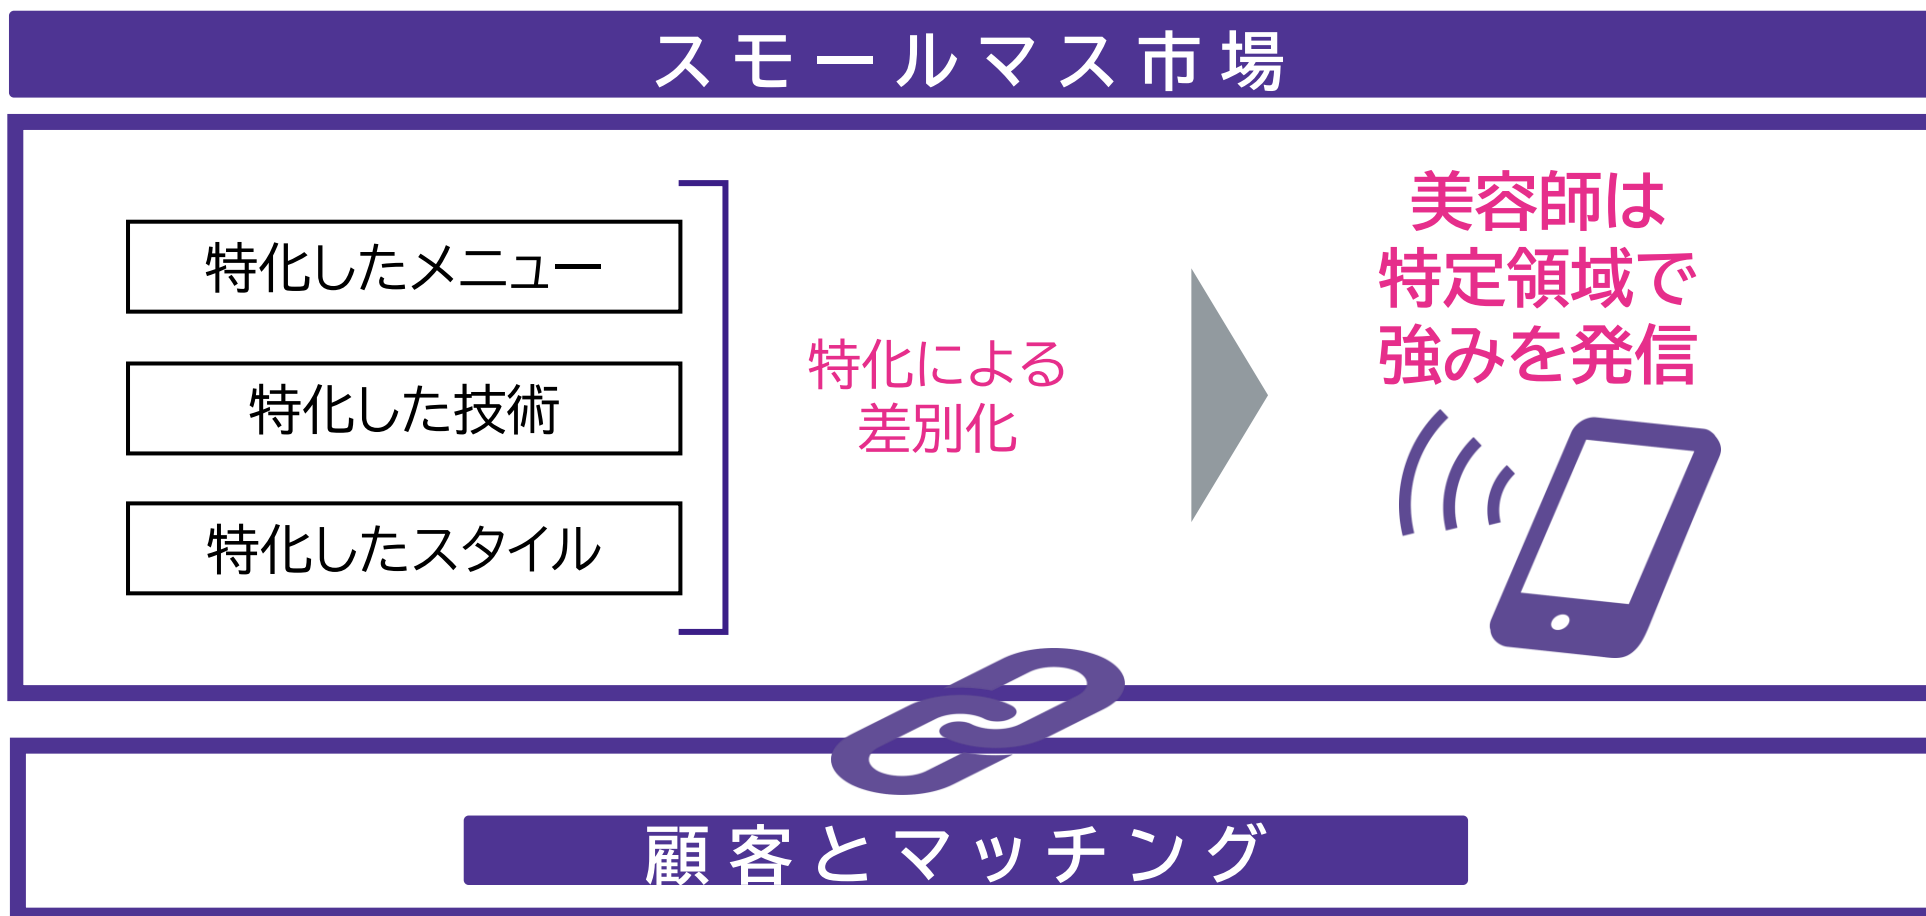 スモールマス市場
特化したメニュー
特化した技術
特化したスタイル
特化による
差別化
美容師は
特定領域で
強みを発信
顧客とマッチング